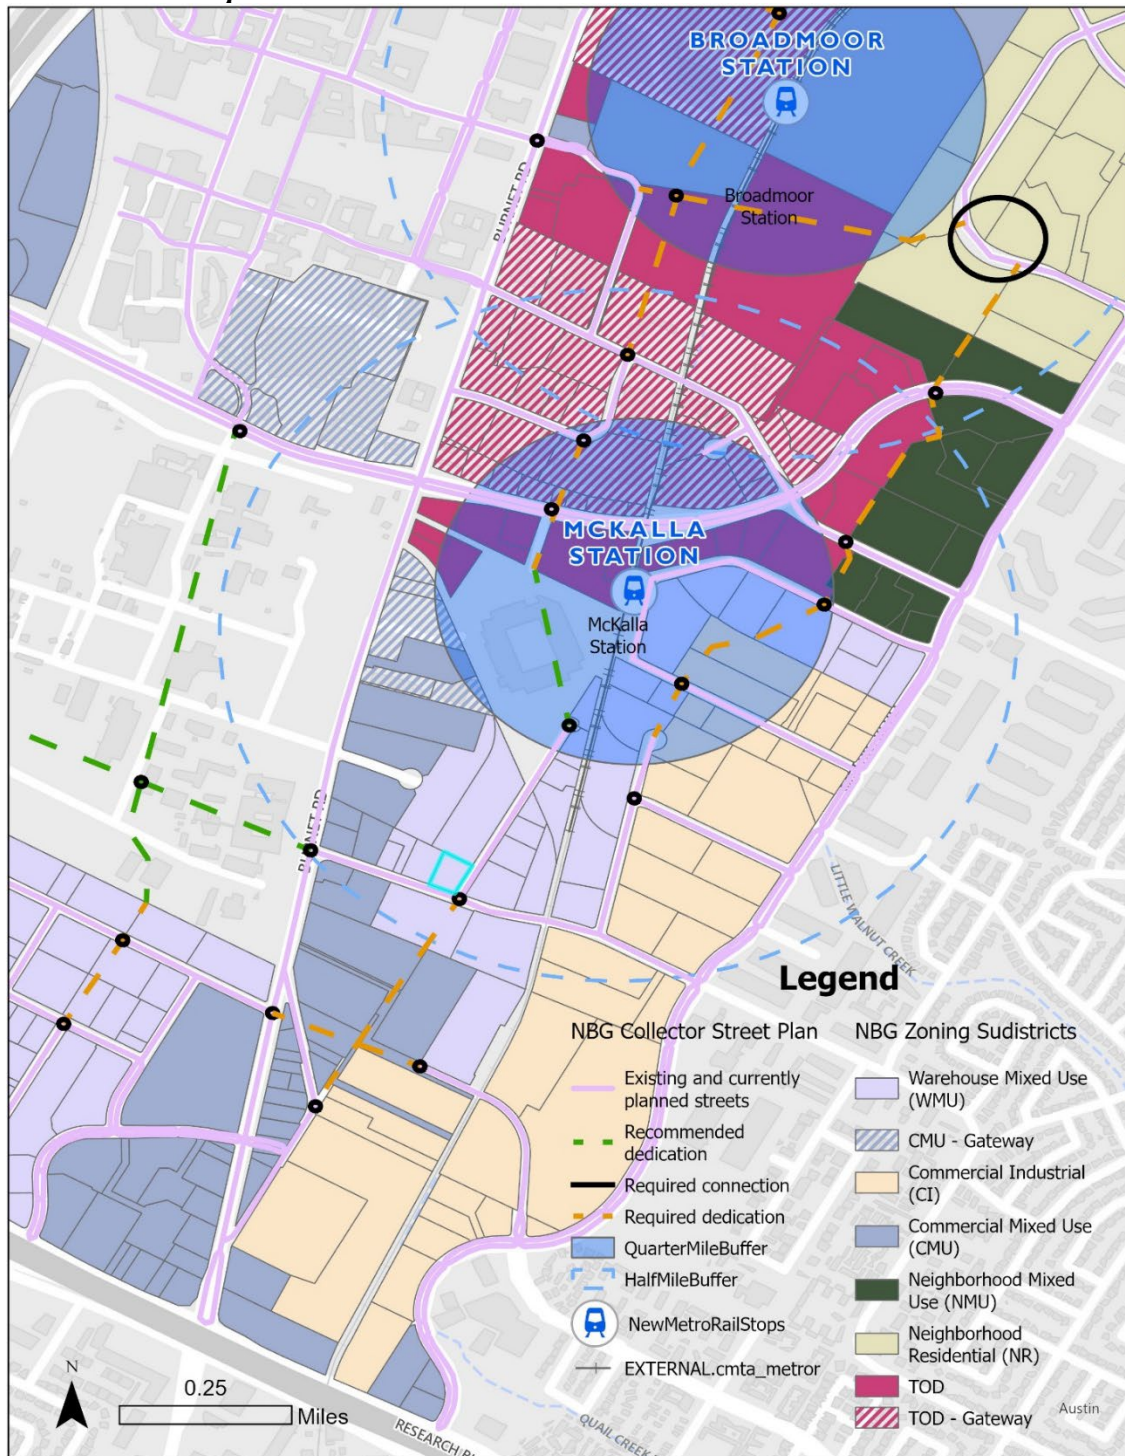 BROADMOOR
STATION
BURNET RD
Broadmoor
Station
MCKALLA
STATION
McKalla
Station
BURNET RD
LITTLE WALNUT CREEK
Legend
NBG Collector Street Plan
Existing and currently
planned streets
Recommended
dedication
Required connection
Required dedication
QuarterMileBuffer
HalfMileBuffer
NewMetroRailStops
EXTERNAL.cmta_metror
NBG Zoning Sudistricts
Warehouse Mixed Use
(WMU)
CMU - Gateway
Commercial Industrial
(CI)
Commercial Mixed Use
(CMU)
Neighborhood Mixed
Use (NMU)
Neighborhood
Residential (NR)
TOD
TOD - Gateway
Austin
N
0.25
Miles
RESEARCH
QUAIL CREEK